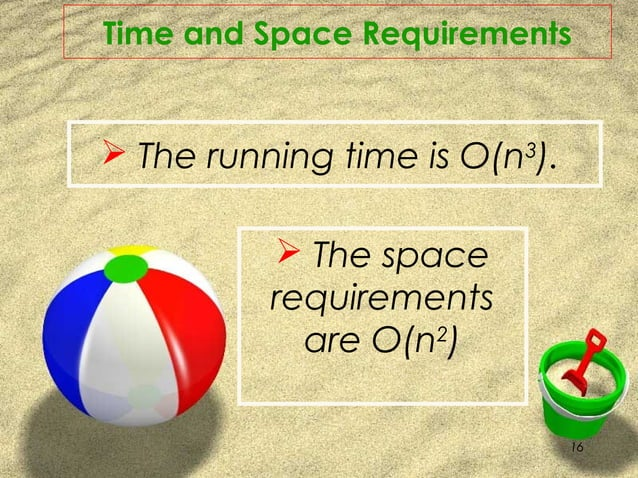 Time and Space Requirements
➢ The running time is O(n³).
➢ The space
requirements
are O(n²)
16